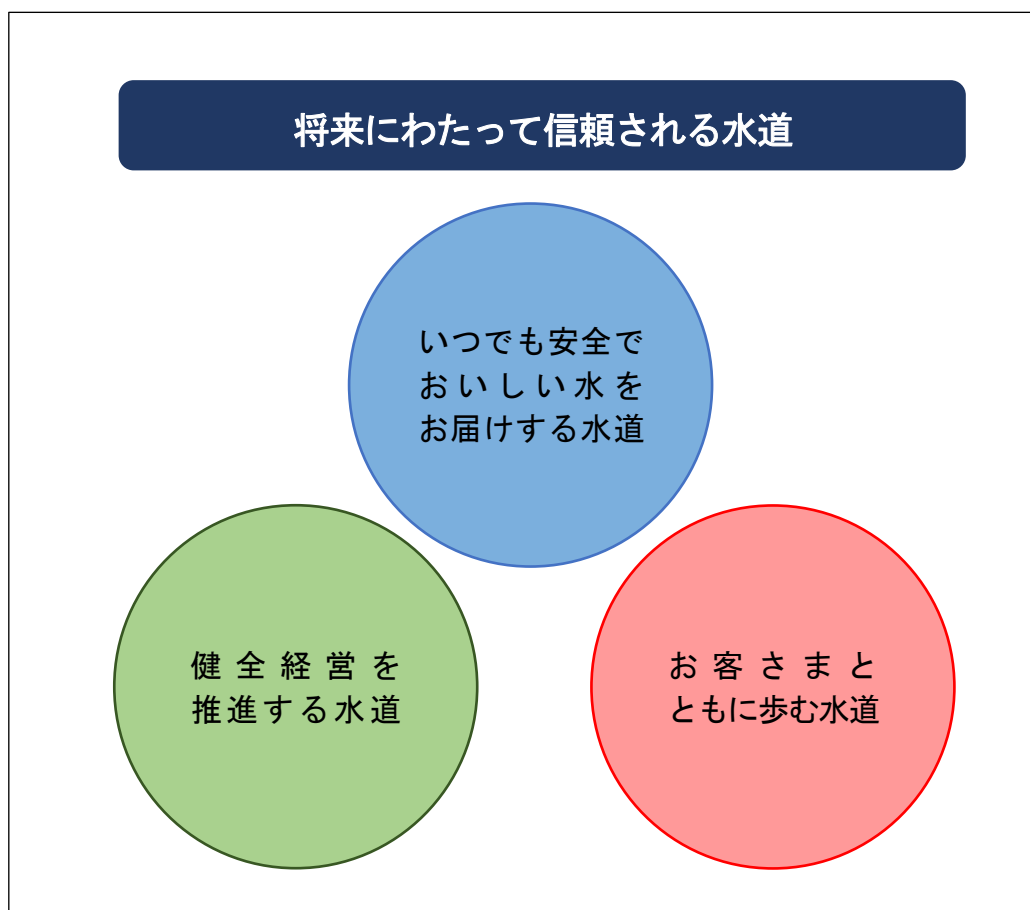 将来にわたって信頼される水道
いつでも安全で
おいしい水を
お届けする水道
健全経営を
推進する水道
お客さまと
ともに歩む水道